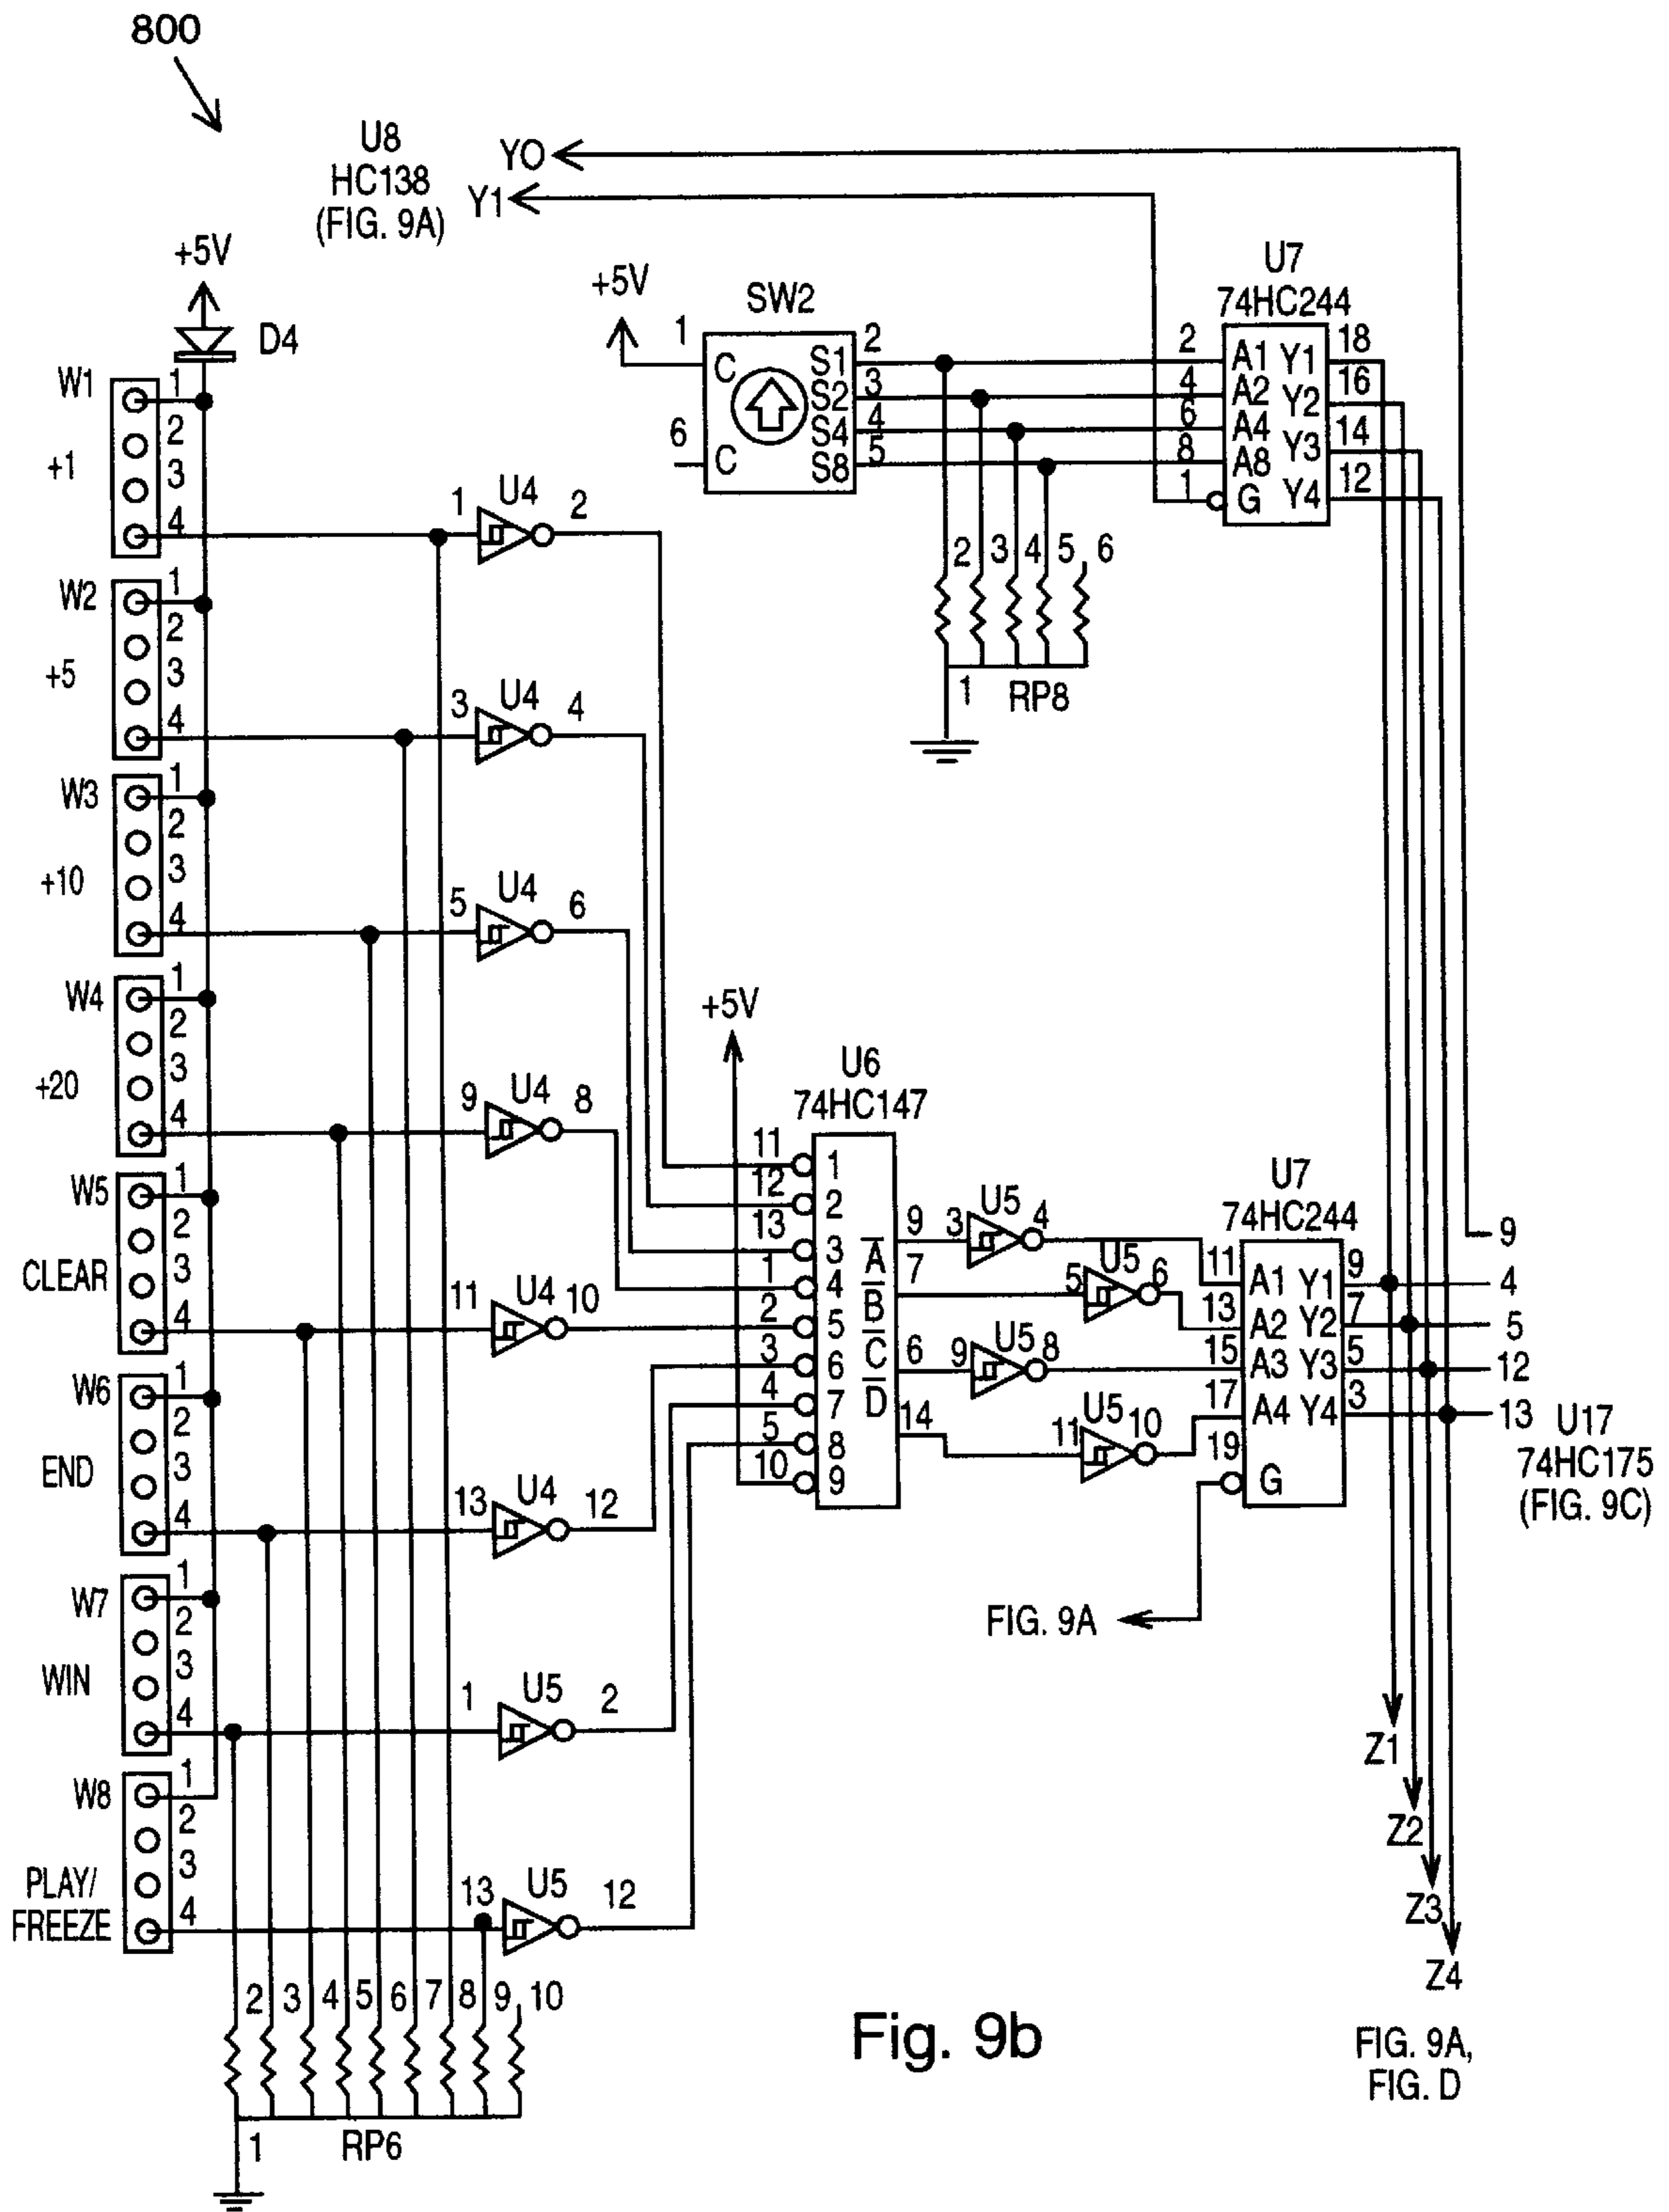 800
U8
HC138
(FIG. 9A)
Y0
Y1
+5V
D4
W1
+1
1
2
3
4
W2
+5
1
2
3
4
W3
+10
1
2
3
4
W4
+20
1
2
3
4
W5
CLEAR
1
2
3
4
W6
END
1
2
3
4
W7
WIN
1
2
3
4
W8
PLAY/
FREEZE
1
2
3
4
1 U4 2
3 U4 4
5 U4 6
9 U4 8
11 U4 10
13 U4 12
1 U5 2
13 U5 12
2 3 4 5 6 7 8 9 10
1 RP6
+5V
SW2
1 C S1 2
S2 3
S4 4
6 C S8 5
2 3 4 5 6
1 RP8
U7
74HC244
2 A1 Y1 18
4 A2 Y2 16
6 A4 Y3 14
8 A8 Y4 12
1 G
+5V
U6
74HC147
11 1
12 2
13 3
1 4
2 5
3 6
4 7
5 8
10 9
A 9
B 7
C 6
D 14
3 U5 4
5 U5 6
9 U5 8
11 U5 10
U7
74HC244
11 A1 Y1 9
13 A2 Y2 7
15 A3 Y3 5
17 A4 Y4 3
19 G
FIG. 9A
9
4
5
12
13
U17
74HC175
(FIG. 9C)
Z1
Z2
Z3
Z4
FIG. 9A,
FIG. D
Fig. 9b